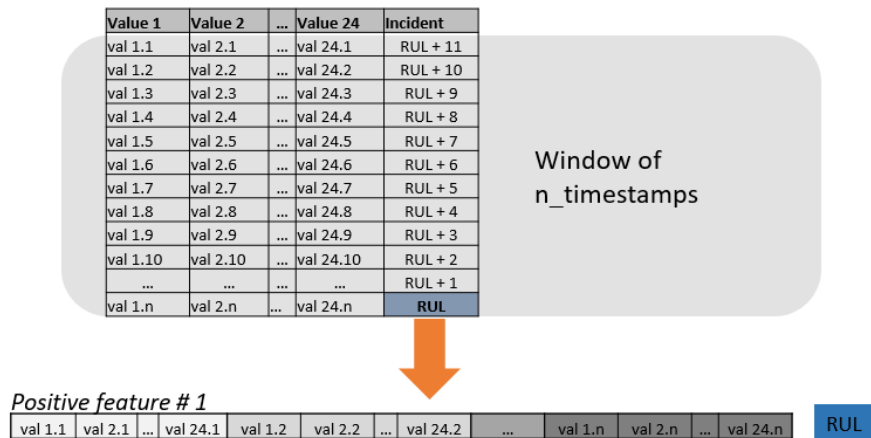 Value 1 Value 2 ... Value 24 Incident
val 1.1 val 2.1 ... val 24.1 RUL + 11
val 1.2 val 2.2 ... val 24.2 RUL + 10
val 1.3 val 2.3 ... val 24.3 RUL + 9
val 1.4 val 2.4 ... val 24.4 RUL + 8
val 1.5 val 2.5 ... val 24.5 RUL + 7
val 1.6 val 2.6 ... val 24.6 RUL + 6
val 1.7 val 2.7 ... val 24.7 RUL + 5
val 1.8 val 2.8 ... val 24.8 RUL + 4
val 1.9 val 2.9 ... val 24.9 RUL + 3
val 1.10 val 2.10 ... val 24.10 RUL + 2
... ... ... ... RUL + 1
val 1.n val 2.n ... val 24.n RUL
Window of
n_timestamps
Positive feature # 1
val 1.1 val 2.1 ... val 24.1 val 1.2 val 2.2 ... val 24.2 ... val 1.n val 2.n ... val 24.n RUL